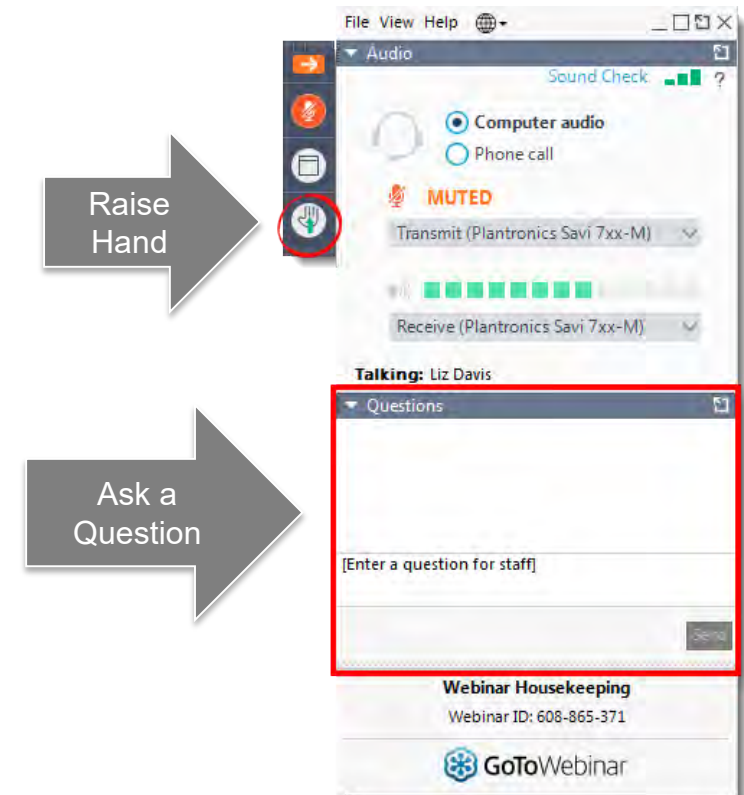 File View Help
Audio
Sound Check ?
Computer audio
Phone call
MUTED
Transmit (Plantronics Savi 7xx-M)
Receive (Plantronics Savi 7xx-M)
Talking: Liz Davis
Raise
Hand
Questions
Ask a
Question
[Enter a question for staff]
Send
Webinar Housekeeping
Webinar ID: 608-865-371
GoToWebinar